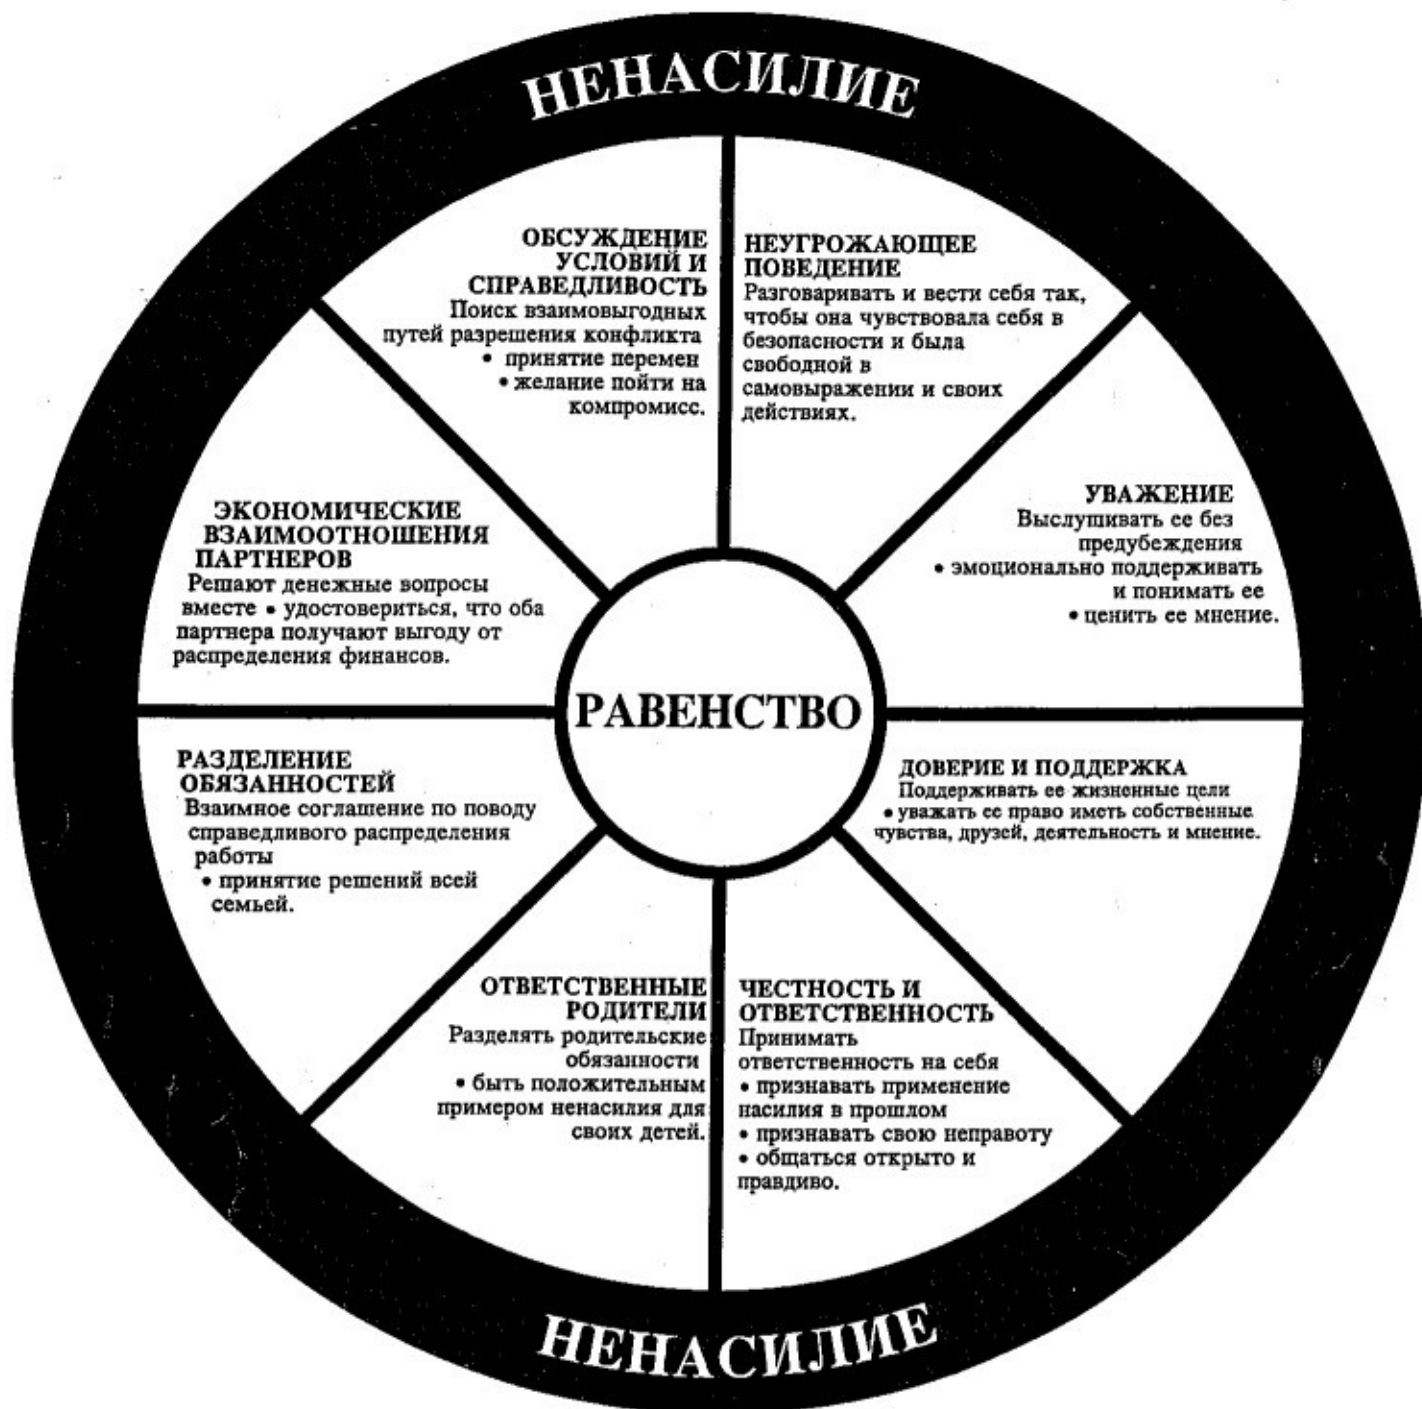 НЕНАСИЛИЕ
ОБСУЖДЕНИЕ
УСЛОВИЙ И
СПРАВЕДЛИВОСТЬ
Поиск взаимовыгодных
путей разрешения конфликта
• принятие перемен
• желание пойти на
компромисс.
НЕУГРОЖАЮЩЕЕ
ПОВЕДЕНИЕ
Разговаривать и вести себя так,
чтобы она чувствовала себя в
безопасности и была
свободной в
самовыражении и своих
действиях.
УВАЖЕНИЕ
Выслушивать ее без
предубеждения
• эмоционально поддерживать
и понимать ее
• ценить ее мнение.
ЭКОНОМИЧЕСКИЕ
ВЗАИМООТНОШЕНИЯ
ПАРТНЕРОВ
Решают денежные вопросы
вместе • удостовериться, что оба
партнера получают выгоду от
распределения финансов.
РАВЕНСТВО
РАЗДЕЛЕНИЕ
ОБЯЗАННОСТЕЙ
Взаимное соглашение по поводу
справедливого распределения
работы
• принятие решений всей
семьей.
ДОВЕРИЕ И ПОДДЕРЖКА
Поддерживать ее жизненные цели
• уважать ее право иметь собственные
чувства, друзей, деятельность и мнение.
ОТВЕТСТВЕННЫЕ
РОДИТЕЛИ
Разделять родительские
обязанности
• быть положительным
примером ненасилия для
своих детей.
ЧЕСТНОСТЬ И
ОТВЕТСТВЕННОСТЬ
Принимать
ответственность на себя
• признавать применение
насилия в прошлом
• признавать свою неправоту
• общаться открыто и
правдиво.
НЕНАСИЛИЕ